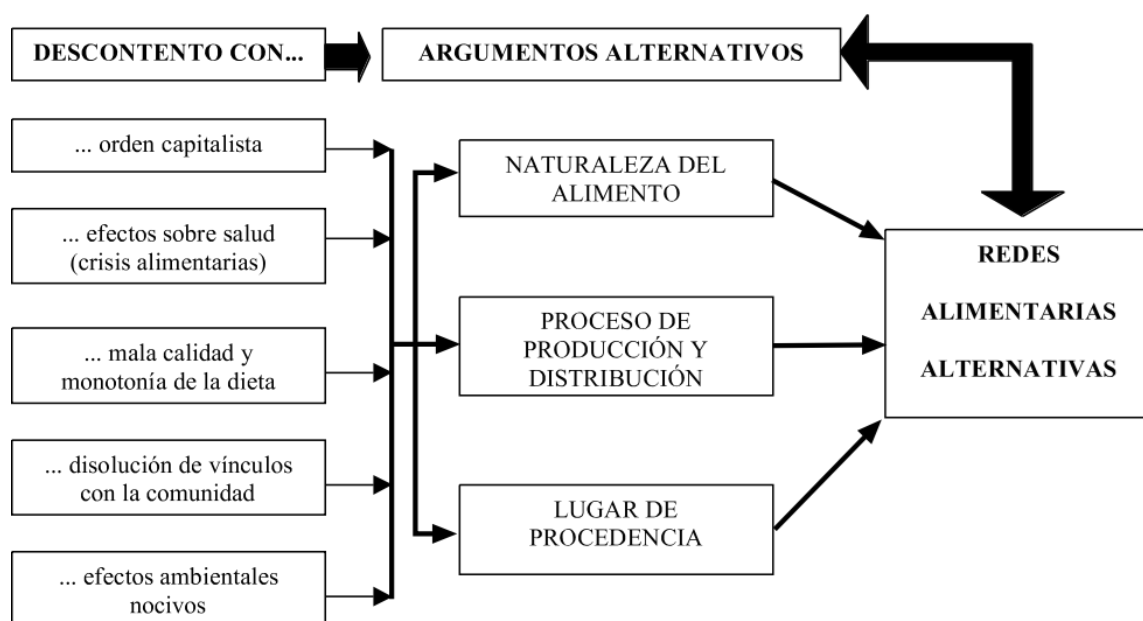 DESCONTENTO CON...
ARGUMENTOS ALTERNATIVOS
... orden capitalista
... efectos sobre salud
(crisis alimentarias)
... mala calidad y
monotonía de la dieta
... disolución de vínculos
con la comunidad
... efectos ambientales
nocivos
NATURALEZA DEL
ALIMENTO
PROCESO DE
PRODUCCIÓN Y
DISTRIBUCIÓN
LUGAR DE
PROCEDENCIA
REDES
ALIMENTARIAS
ALTERNATIVAS